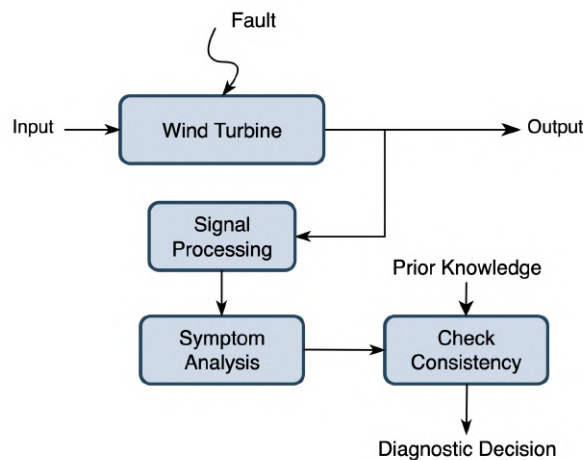 Fault
Input
Wind Turbine
Output
Signal
Processing
Prior Knowledge
Symptom
Analysis
Check
Consistency
Diagnostic Decision